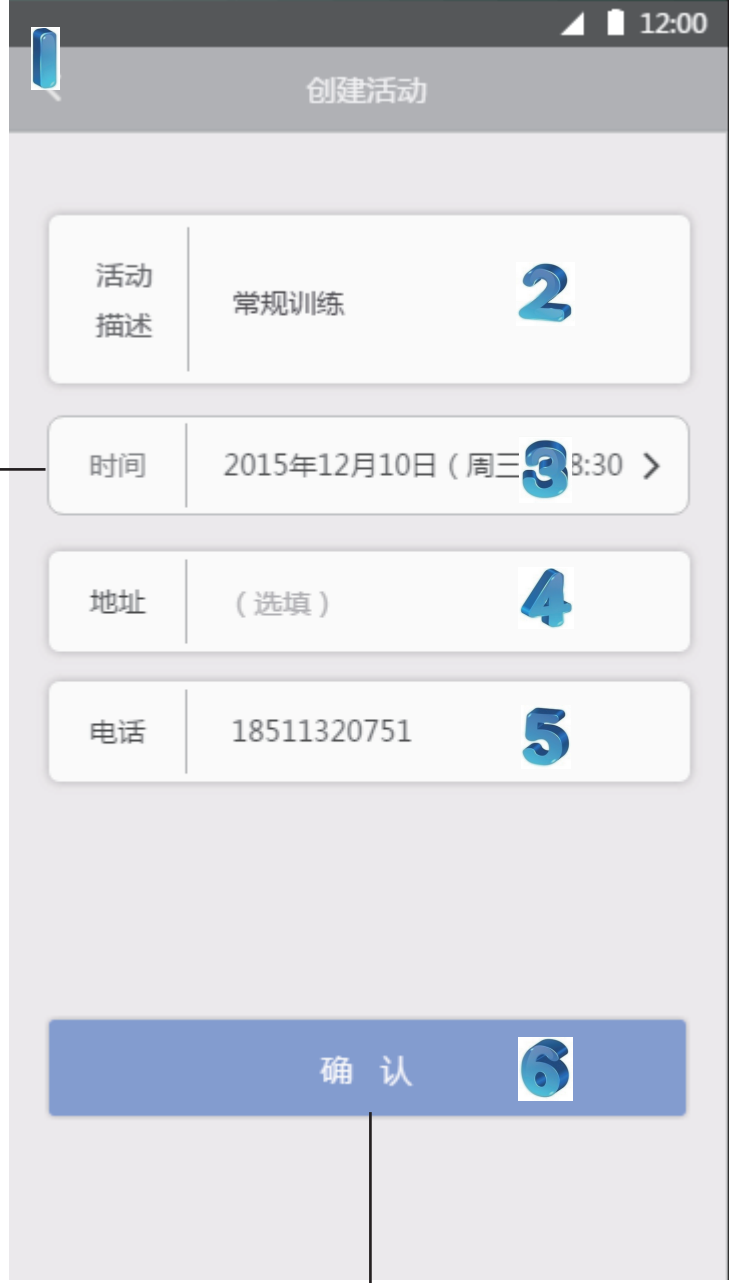 12:00
1
创建活动
活动
描述
常规训练
2
时间
2015年12月10日（周三
3
8:30
地址
（选填）
4
电话
18511320751
5
确 认
6